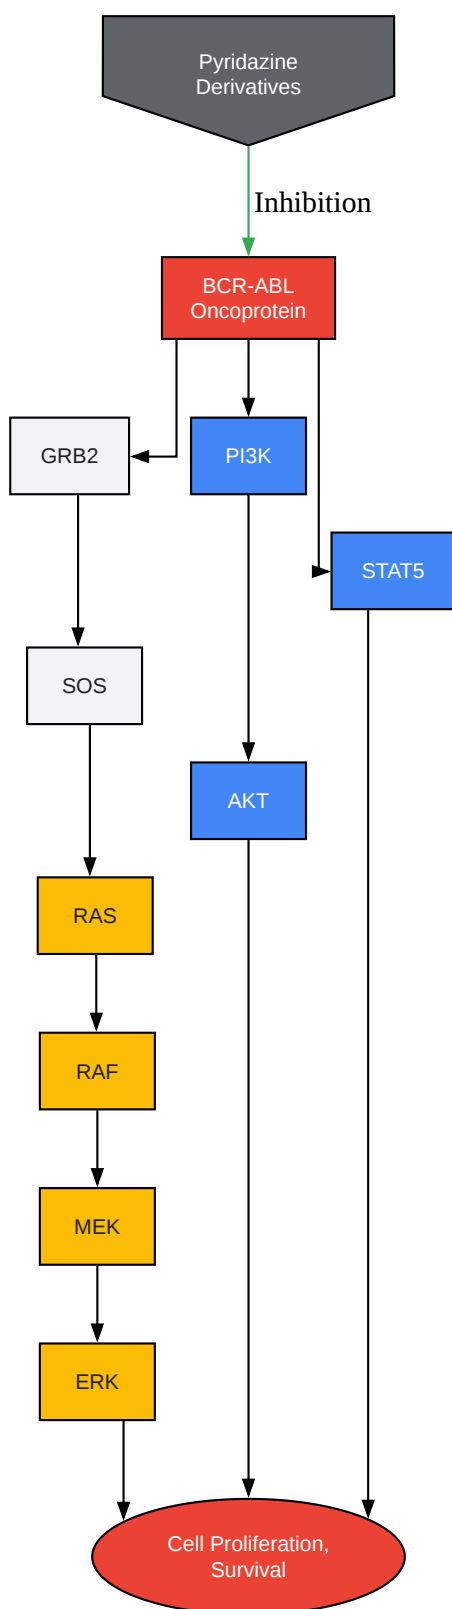 Pyridazine
Derivatives
Inhibition
BCR-ABL
Oncoprotein
GRB2
PI3K
STAT5
SOS
AKT
RAS
RAF
MEK
ERK
Cell Proliferation,
Survival